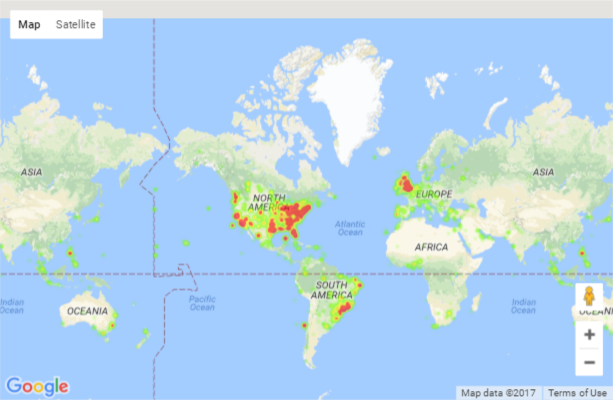 Map Satellite
ASIA
NORTH
AMERICA
EUROPE
ASIA
Atlantic
Ocean
AFRICA
SOUTH
AMERICA
Indian
Ocean
OCEANIA
Pacific
Ocean
Indian
Ocean
OCEANI
Google
Map data ©2017 Terms of Use